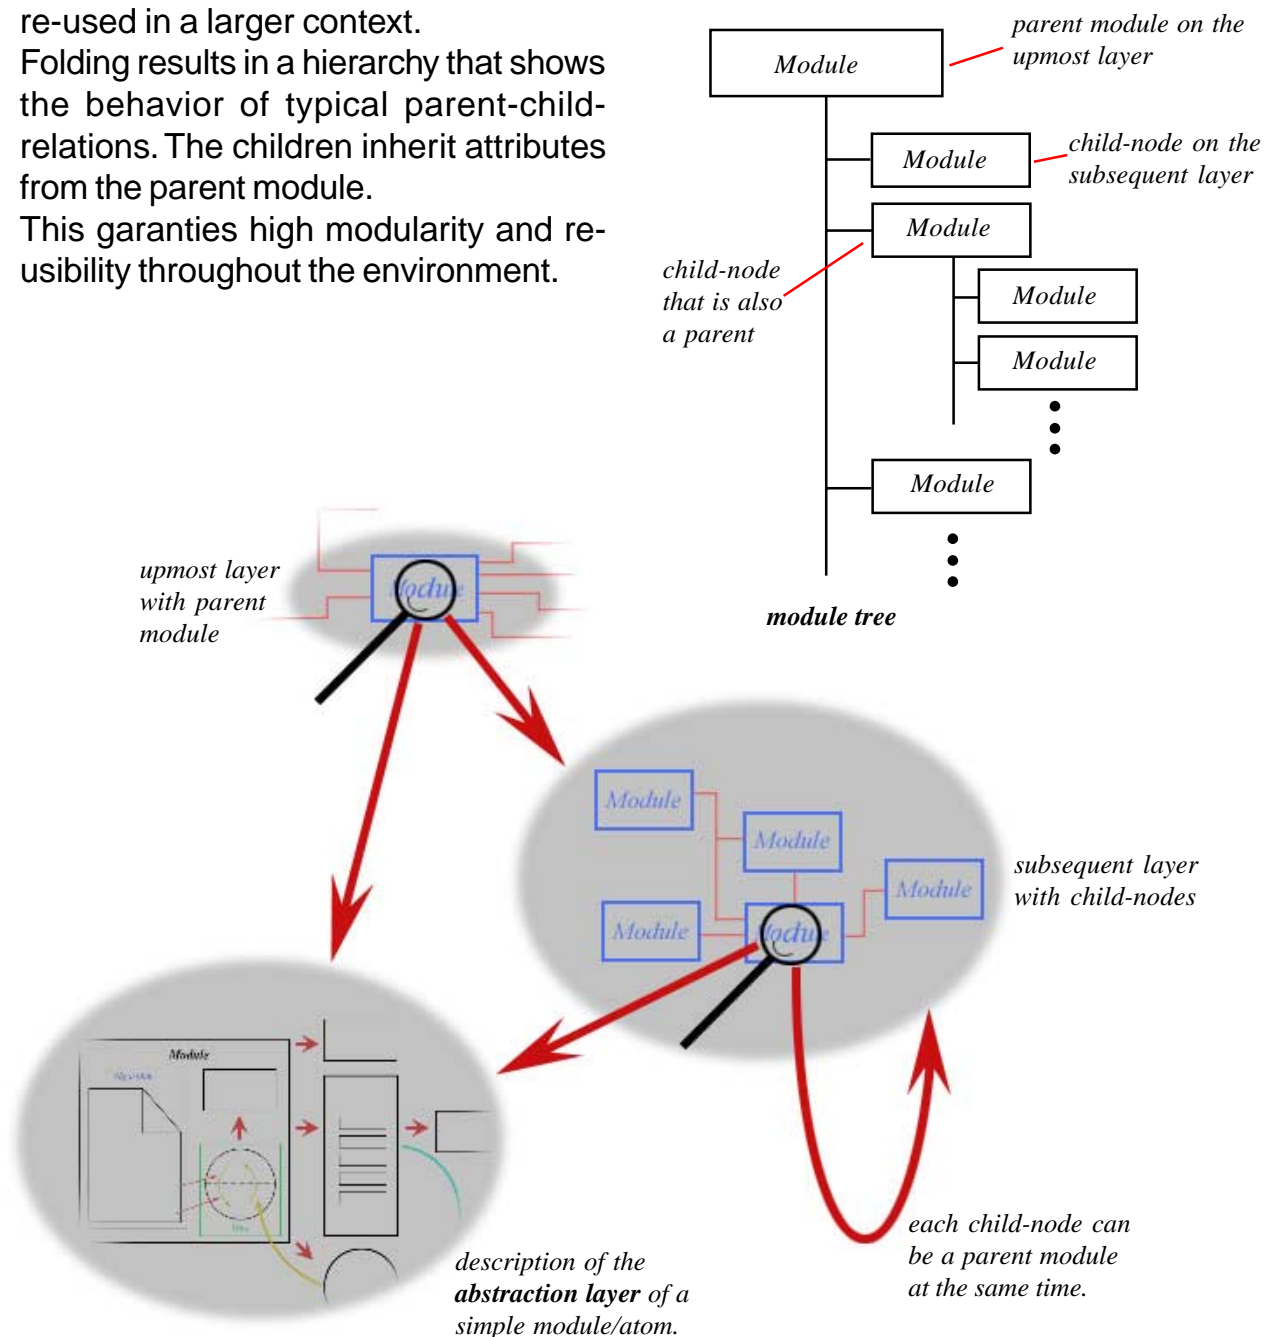 re-used in a larger context.
Folding results in a hierarchy that shows
the behavior of typical parent-child-
relations. The children inherit attributes
from the parent module.
This garanties high modularity and re-
usibility throughout the environment.
parent module on the
upmost layer
Module
Module
child-node on the
subsequent layer
Module
child-node
that is also
a parent
Module
Module
Module
module tree
upmost layer
with parent
module
Module
Module
Module
Module
Module
Module
subsequent layer
with child-nodes
Module
each child-node can
be a parent module
at the same time.
description of the
abstraction layer of a
simple module/atom.